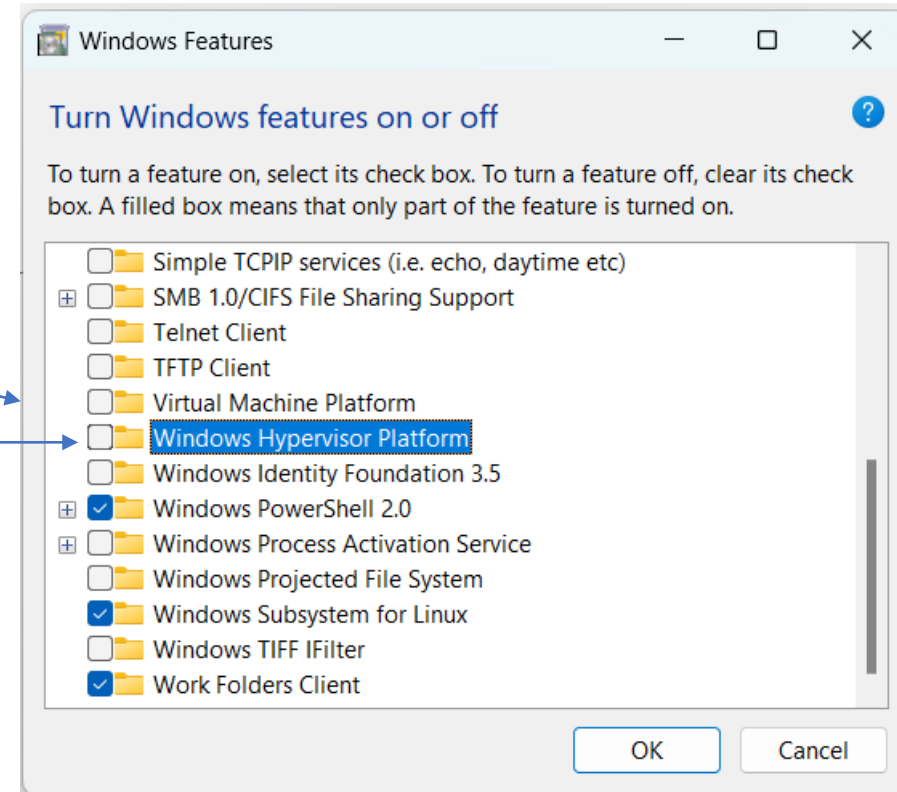 Windows Features
Turn Windows features on or off
?
To turn a feature on, select its check box. To turn a feature off, clear its check
box. A filled box means that only part of the feature is turned on.
Simple TCPIP services (i.e. echo, daytime etc)
SMB 1.0/CIFS File Sharing Support
Telnet Client
TFTP Client
Virtual Machine Platform
Windows Hypervisor Platform
Windows Identity Foundation 3.5
Windows PowerShell 2.0
Windows Process Activation Service
Windows Projected File System
Windows Subsystem for Linux
Windows TIFF IFilter
Work Folders Client
OK
Cancel